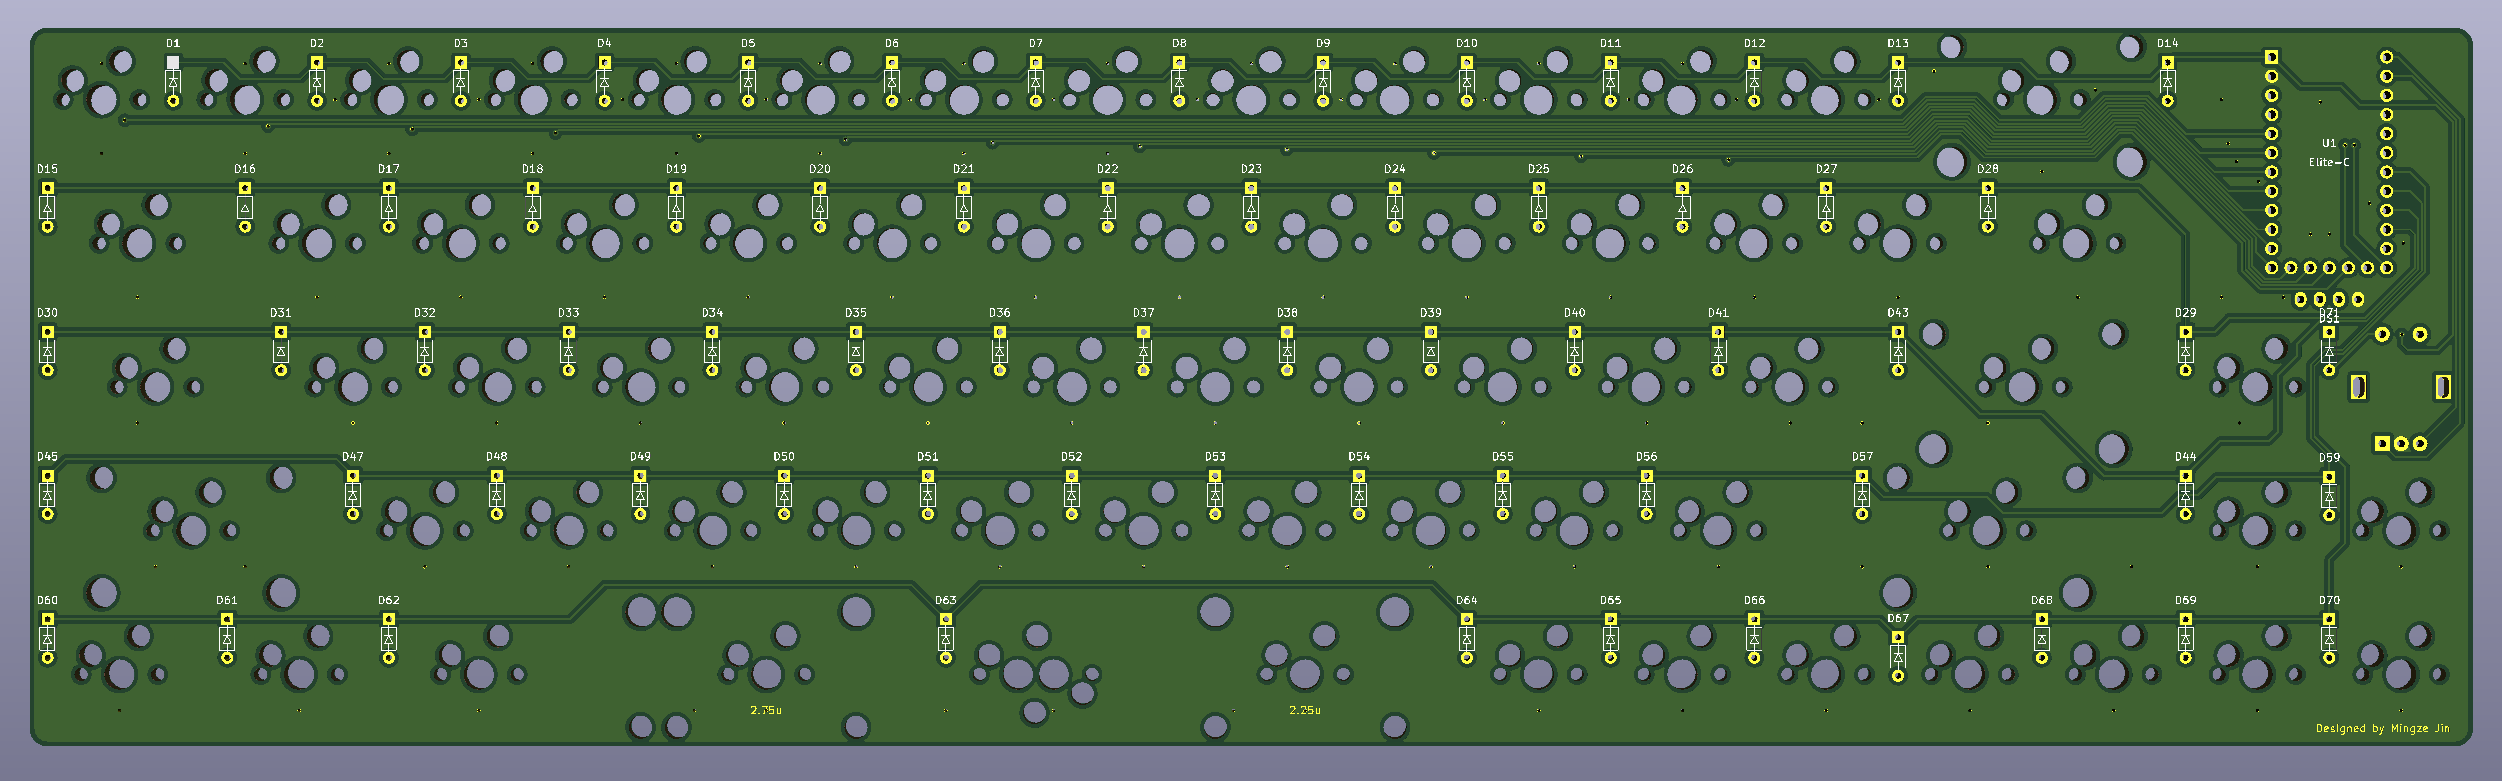 D1 D2 D3 D4 D5 D6 D7 D8 D9 D10 D11 D12 D13 D14
U1
Elite-C
D15 D16 D17 D18 D19 D20 D21 D22 D23 D24 D25 D26 D27 D28
D30 D31 D32 D33 D34 D35 D36 D37 D38 D39 D40 D41 D43 D29 D71
D45 D47 D48 D49 D50 D51 D52 D53 D54 D55 D56 D57 D44 D59
D60 D61 D62 D63 D64 D65 D66 D67 D68 D69 D70
2.75u 2.25u
Designed by Mingze Jin